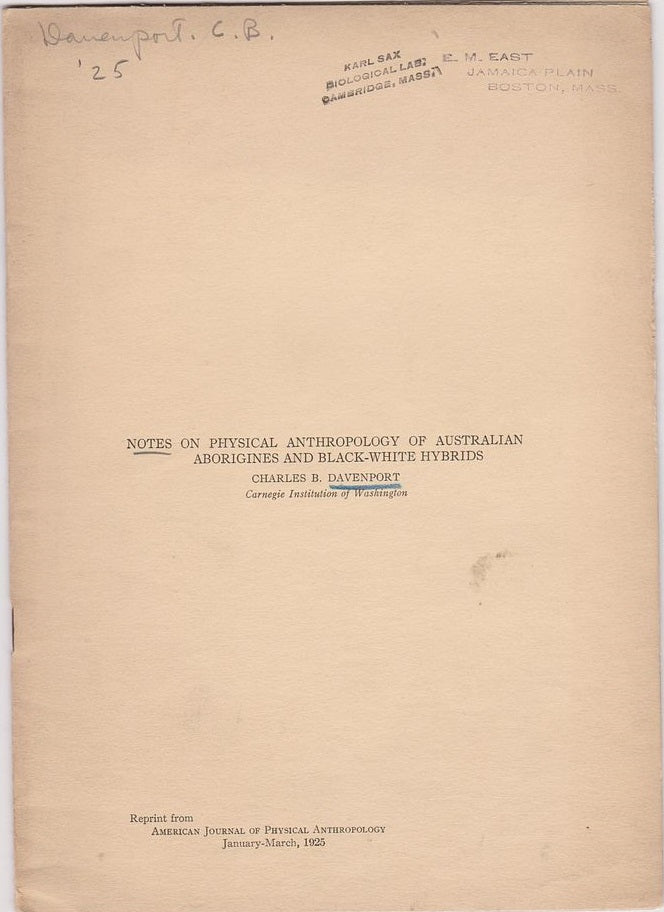 Davenport. C. B.
'25
KARL SAX
BIOLOGICAL LAB.
CAMBRIDGE, MASS.
E. M. EAST
JAMAICA PLAIN
BOSTON, MASS.
NOTES ON PHYSICAL ANTHROPOLOGY OF AUSTRALIAN
ABORIGINES AND BLACK-WHITE HYBRIDS
CHARLES B. DAVENPORT
Carnegie Institution of Washington
Reprint from
AMERICAN JOURNAL OF PHYSICAL ANTHROPOLOGY
January-March, 1925